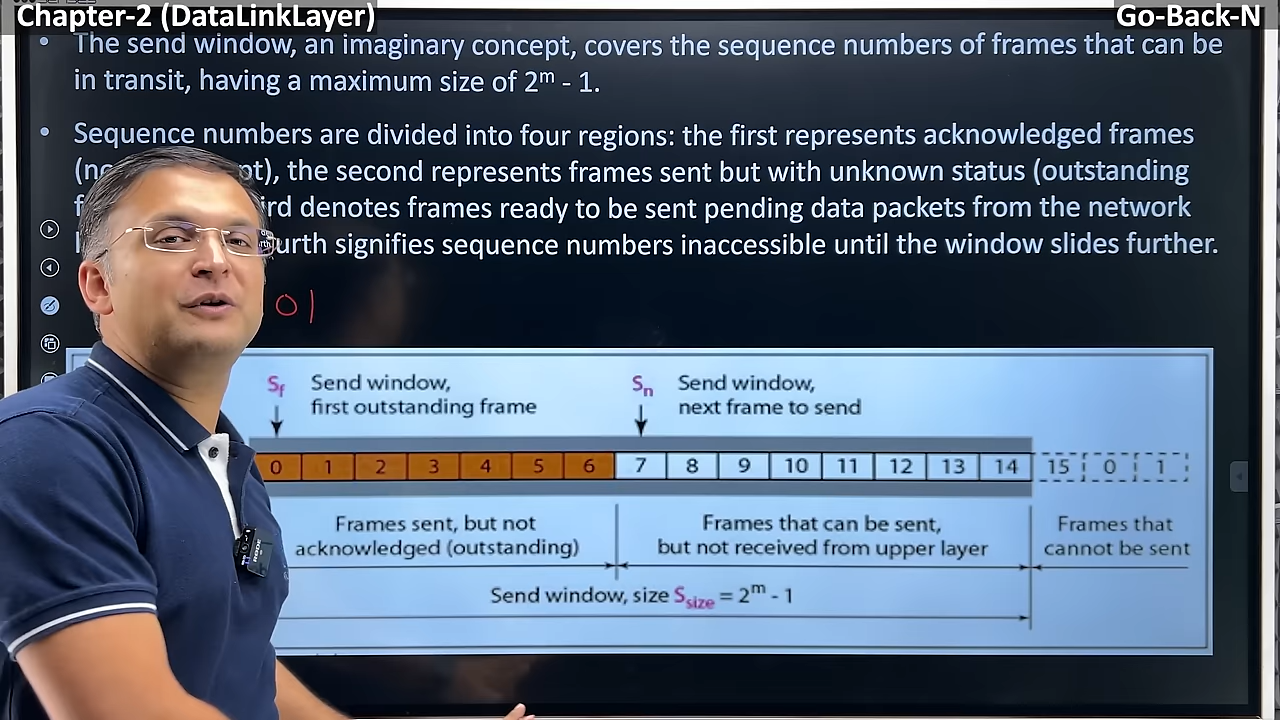 Chapter-2 (DataLinkLayer)
Go-Back-N
• The send window, an imaginary concept, covers the sequence numbers of frames that can be
in transit, having a maximum size of 2ᵐ - 1.
• Sequence numbers are divided into four regions: the first represents acknowledged frames
the second represents frames sent but with unknown status (outstanding
denotes frames ready to be sent pending data packets from the network
signifies sequence numbers inaccessible until the window slides further.
01
Sf Send window,
first outstanding frame
Sn Send window,
next frame to send
0 1 2 3 4 5 6 7 8 9 10 11 12 13 14 15 0 1
Frames sent, but not
acknowledged (outstanding)
Frames that can be sent,
but not received from upper layer
Frames that
cannot be sent
Send window, size Ssize = 2ᵐ - 1